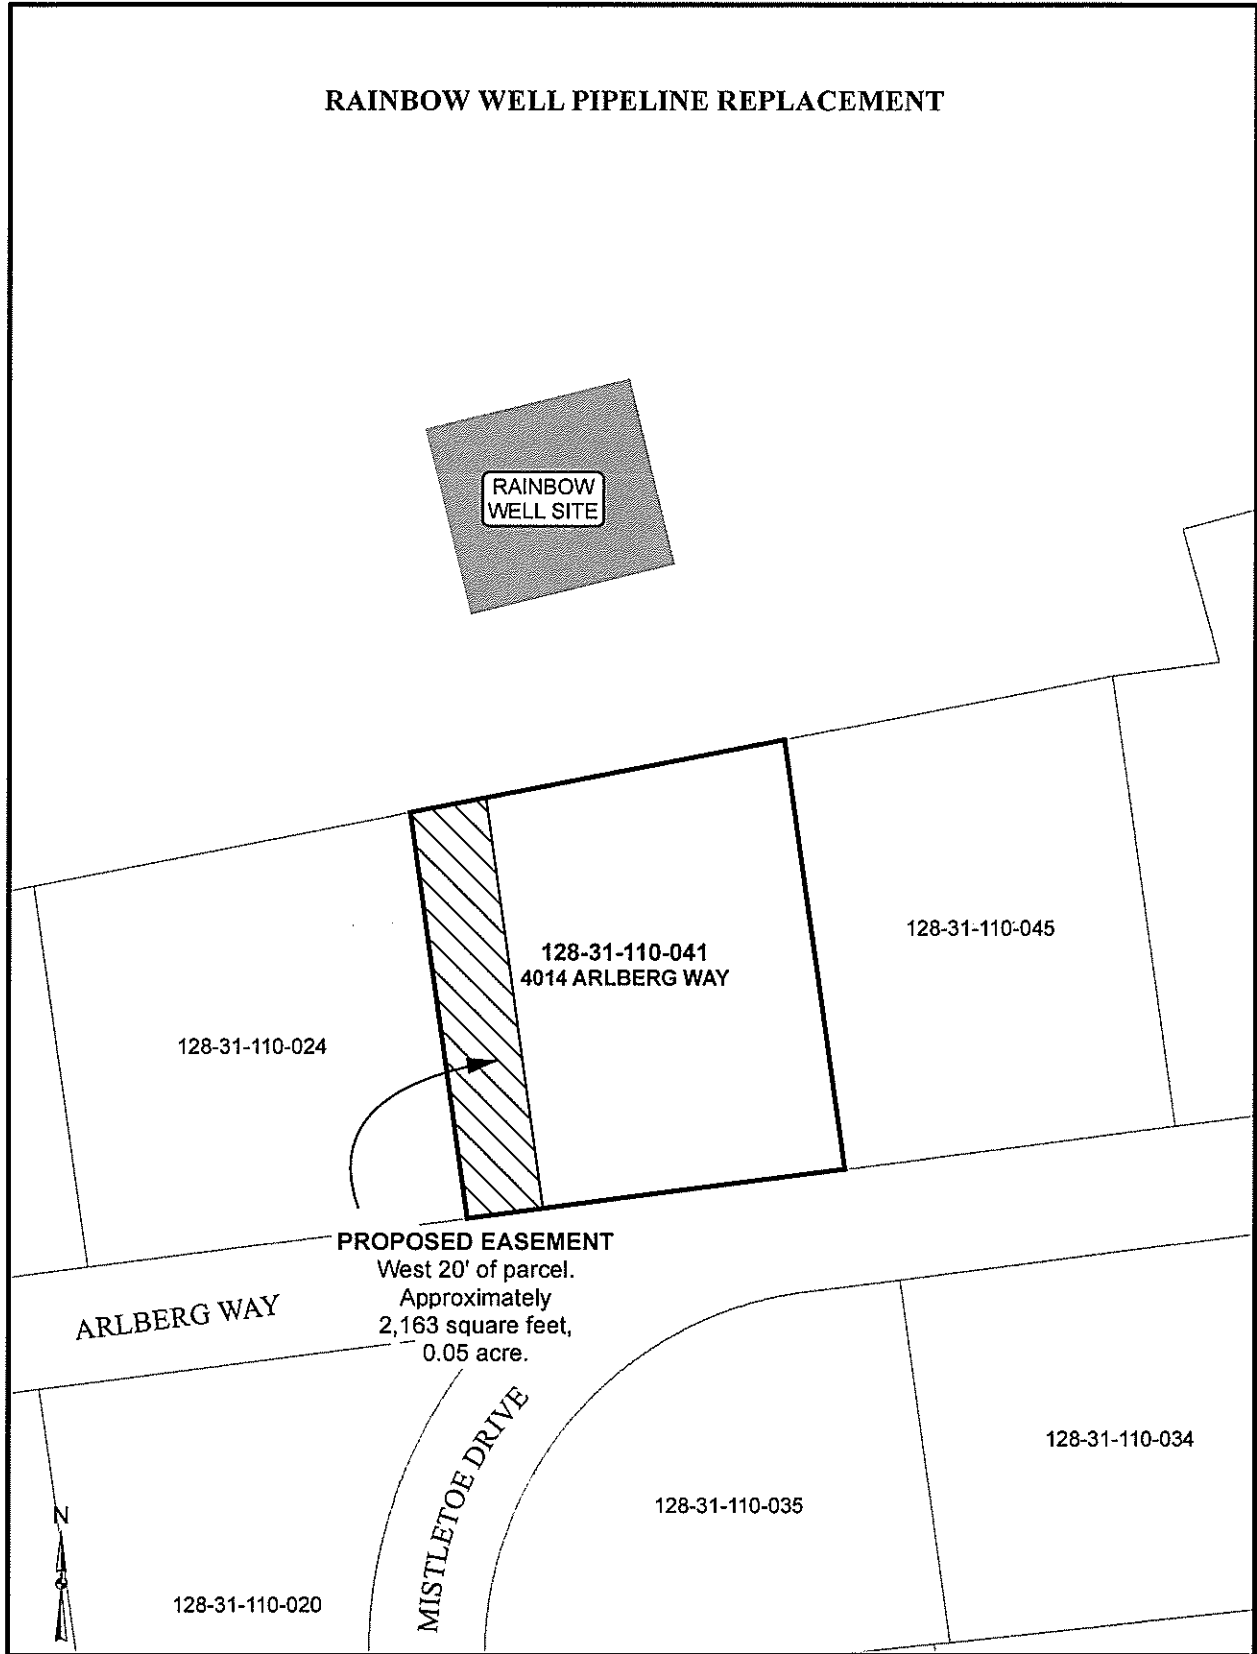 RAINBOW WELL PIPELINE REPLACEMENT
RAINBOW
WELL SITE
128-31-110-041
4014 ARLBERG WAY
128-31-110-045
128-31-110-024
PROPOSED EASEMENT
West 20' of parcel.
Approximately
2,163 square feet,
0.05 acre.
ARLBERG WAY
MISTLETOE DRIVE
128-31-110-034
128-31-110-035
N
128-31-110-020